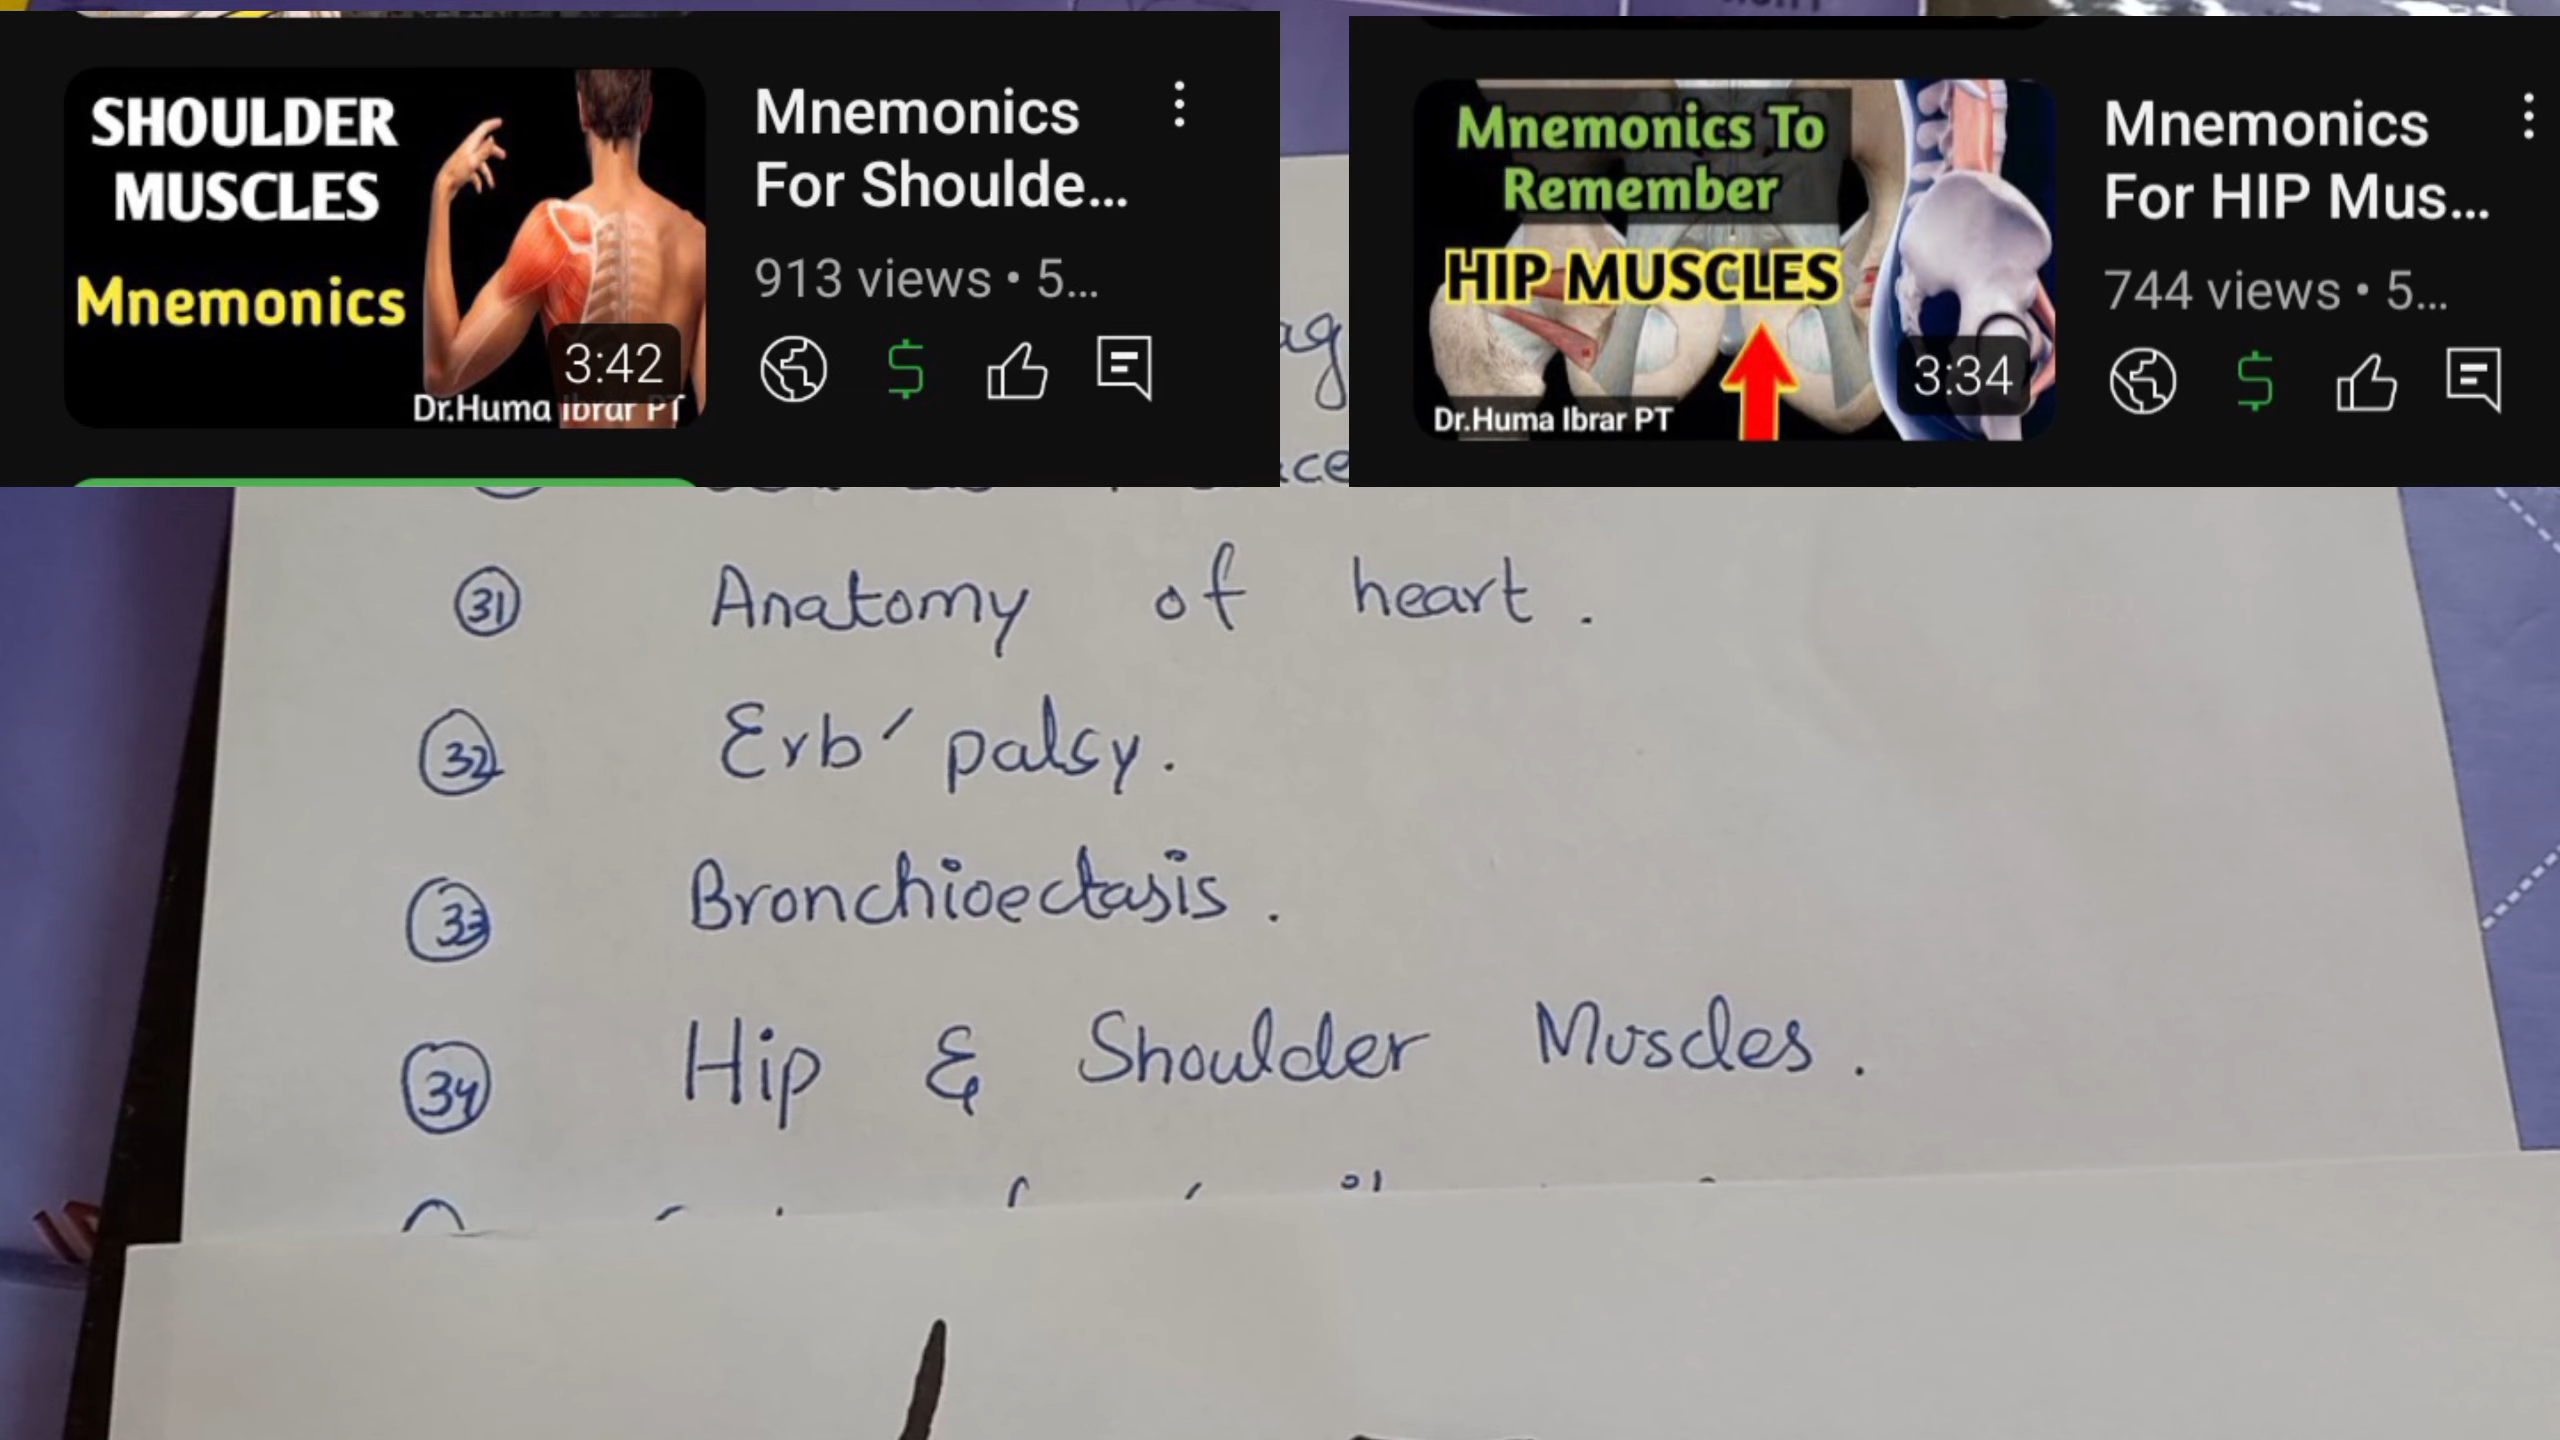 SHOULDER
MUSCLES
Mnemonics
3:42
Dr.Huma Ibrar PT
Mnemonics
For Shoulde...
913 views • 5...
Mnemonics To
Remember
HIP MUSCLES
3:34
Dr.Huma Ibrar PT
Mnemonics
For HIP Mus...
744 views • 5...
31 Anatomy of heart.
32 Erb' palsy.
33 Bronchioectasis.
34 Hip & Shoulder Muscles.